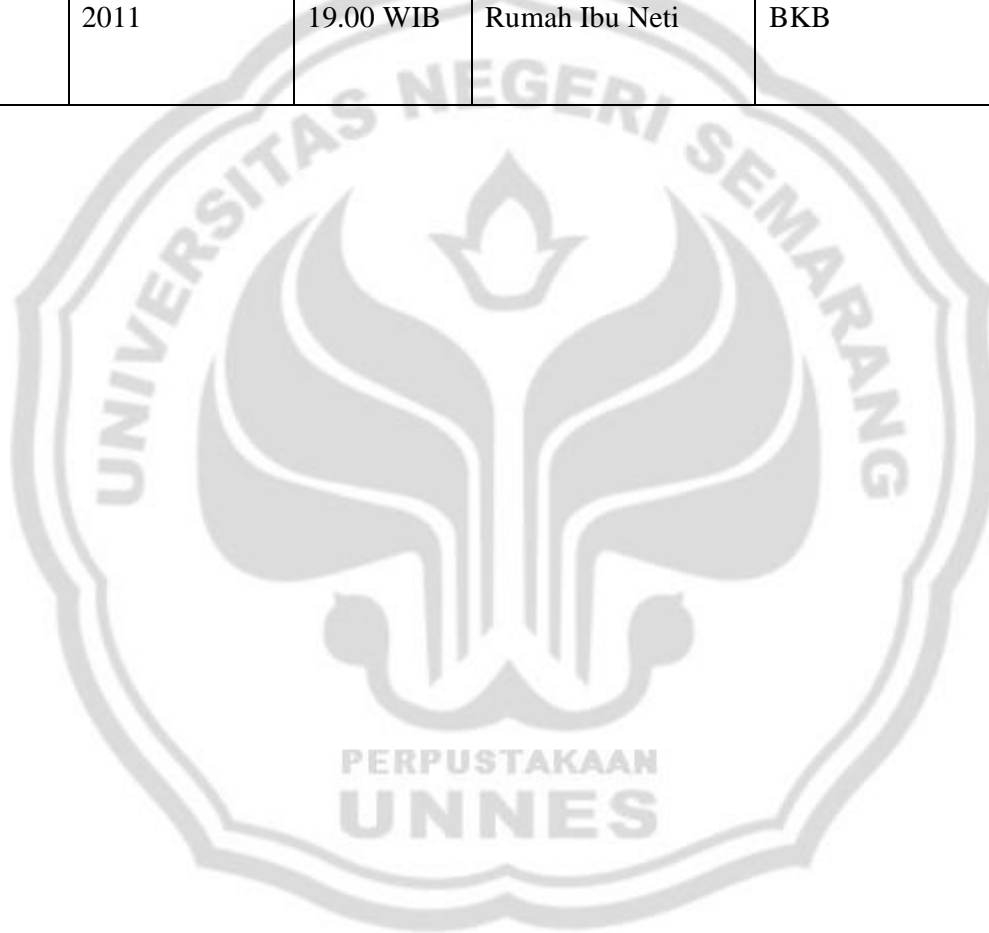 2011 19.00 WIB Rumah Ibu Neti BKB
UNIVERSITAS NEGERI SEMARANG
PERPUSTAKAAN
UNNES